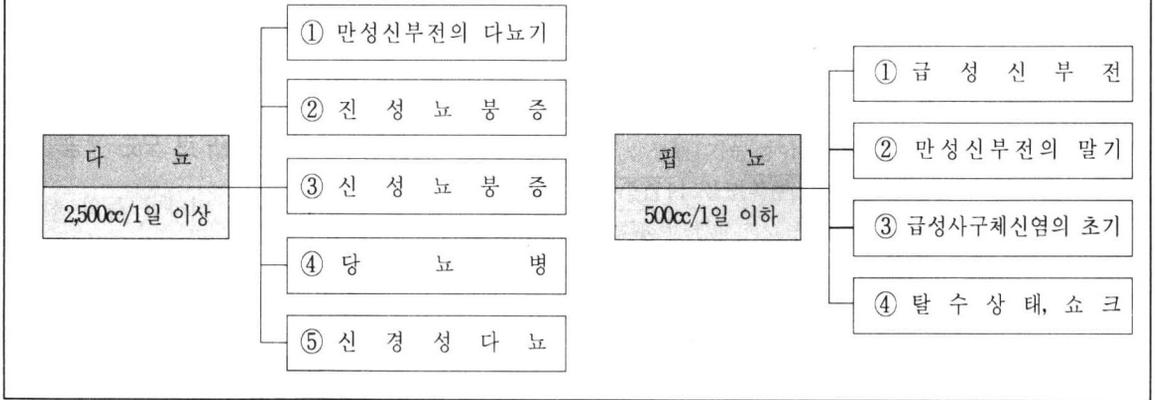 다 뇨
2,500cc/1일 이상
① 만성신부전의 다뇨기
② 진 성 뇨 붕 증
③ 신 성 뇨 붕 증
④ 당 뇨 병
⑤ 신 경 성 다 뇨
핍 뇨
500cc/1일 이하
① 급 성 신 부 전
② 만성신부전의 말기
③ 급성사구체신염의 초기
④ 탈 수 상 태, 쇼 크